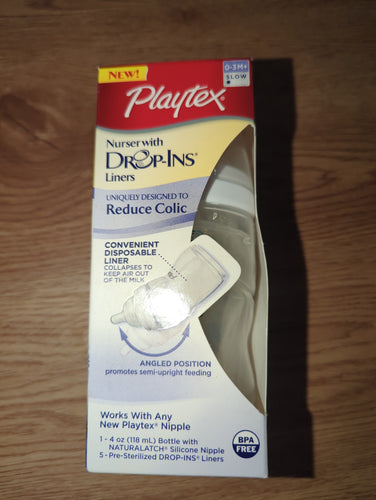 NEW!
0-3M+
SLOW
Playtex®
Nurser with
DROP-INS®
Liners
UNIQUELY DESIGNED TO
Reduce Colic
CONVENIENT
DISPOSABLE
LINER
COLLAPSES TO
KEEP AIR OUT
OF THE MILK
ANGLED POSITION
promotes semi-upright feeding
Works With Any
New Playtex® Nipple
1 - 4 oz (118 mL) Bottle with
NATURALATCH® Silicone Nipple
5 - Pre-Sterilized DROP-INS® Liners
BPA
FREE